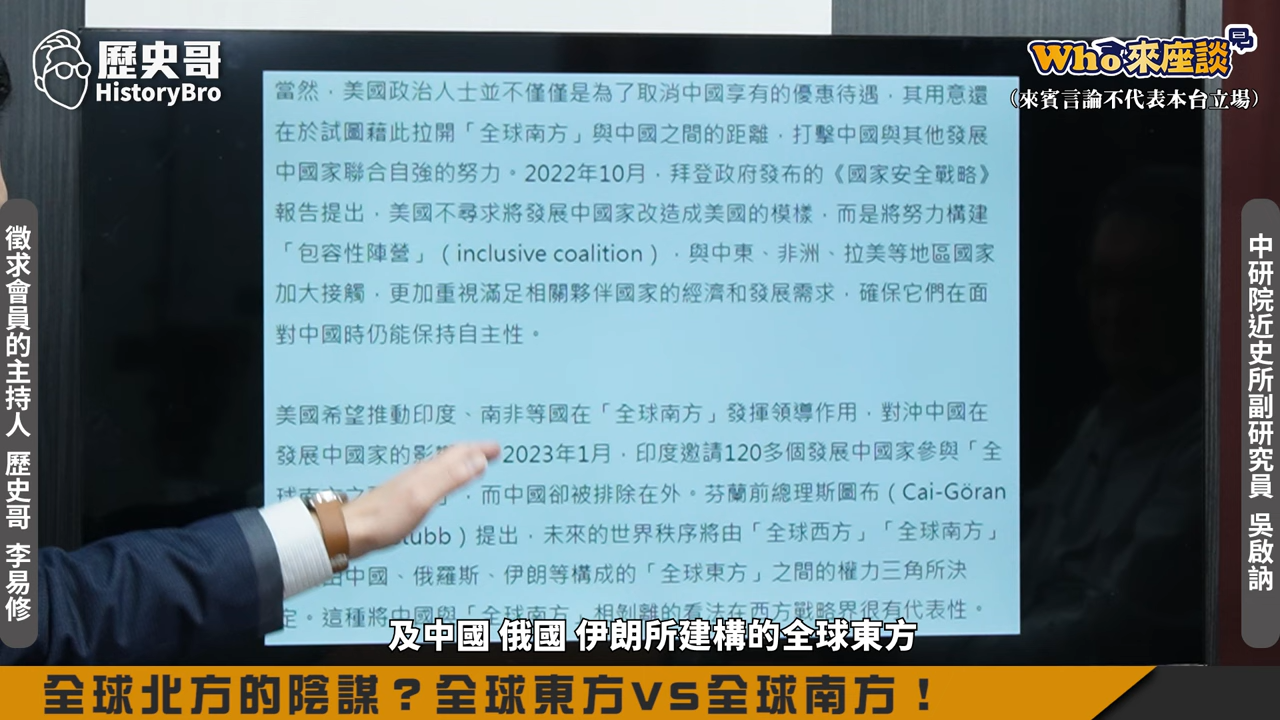 歷史哥
HistoryBro
Who來座談
(來賓言論不代表本台立場)
當然，美國政治人士並不僅僅是為了取消中國享有的優惠待遇，其用意還
在於試圖藉此拉開「全球南方」與中國之間的距離，打擊中國與其他發展
中國家聯合自強的努力。2022年10月，拜登政府發布的《國家安全戰略》
報告提出，美國不尋求將發展中國家改造成美國的模樣，而是將努力構建
「包容性陣營」（inclusive coalition），與中東、非洲、拉美等地區國家
加大接觸，更加重視滿足相關夥伴國家的經濟和發展需求，確保它們在面
對中國時仍能保持自主性。
美國希望推動印度、南非等國在「全球南方」發揮領導作用，對沖中國在
發展中國家的影 2023年1月，印度邀請120多個發展中國家參與「全
球南方 ，而中國卻被排除在外。芬蘭前總理斯圖布（Cai-Göran
tubb）提出，未來的世界秩序將由「全球西方」「全球南方」
由中國、俄羅斯、伊朗等構成的「全球東方」之間的權力三角所決
定。這種將中國與「全球南方」相剝離的看法在西方戰略界很有代表性。
徵求會員的主持人 歷史哥 李易修
中研院近史所副研究員 吳啟訥
及中國 俄國 伊朗所建構的全球東方
全球北方的陰謀？全球東方vs全球南方！